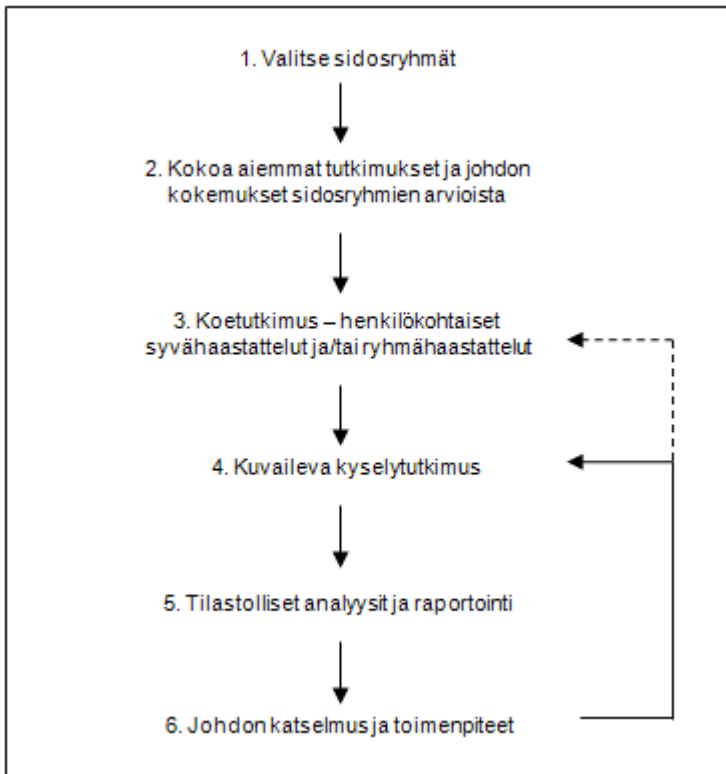 1. Valitse sidosryhmät
2. Kokoa aiemmat tutkimukset ja johdon
kokemukset sidosryhmien arvioista
3. Koetutkimus – henkilökohtaiset
syvähaastattelut ja/tai ryhmähaastattelut
4. Kuvaileva kyselytutkimus
5. Tilastolliset analyysit ja raportointi
6. Johdon katselmus ja toimenpiteet